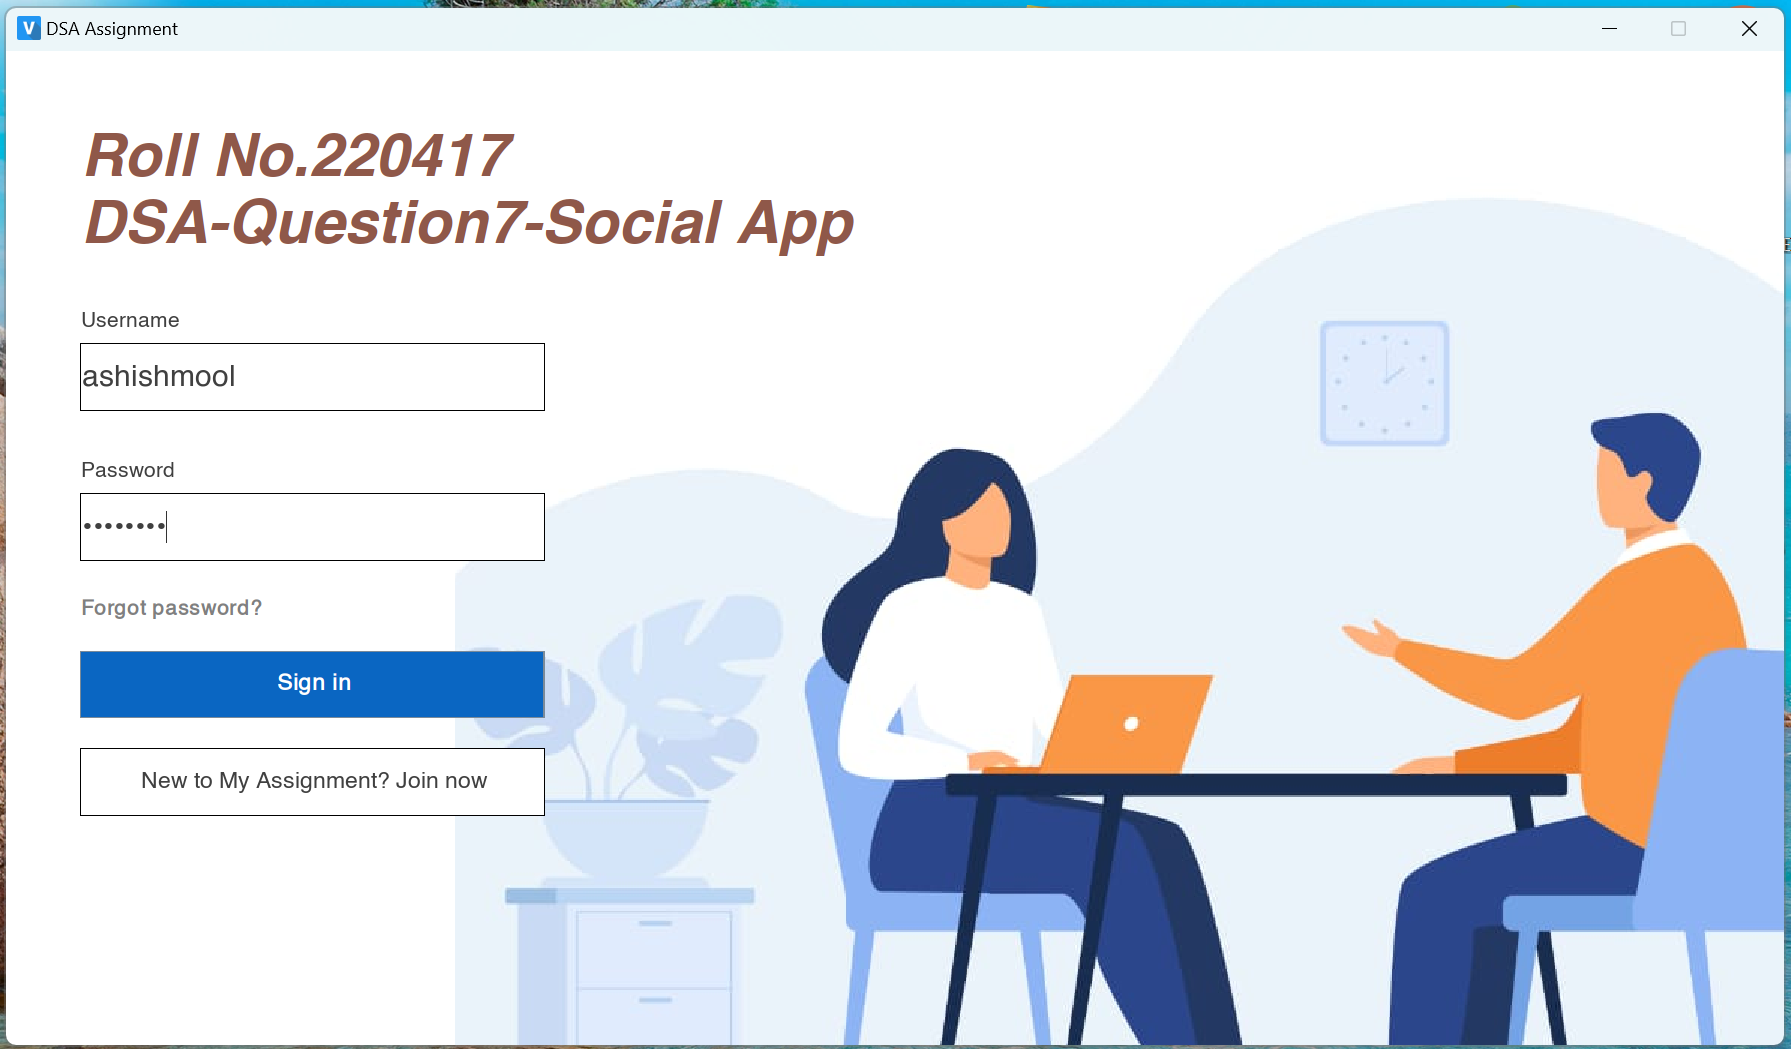 V DSA Assignment
Roll No.220417
DSA-Question7-Social App
Username
ashishmool
Password
••••••••
Forgot password?
Sign in
New to My Assignment? Join now